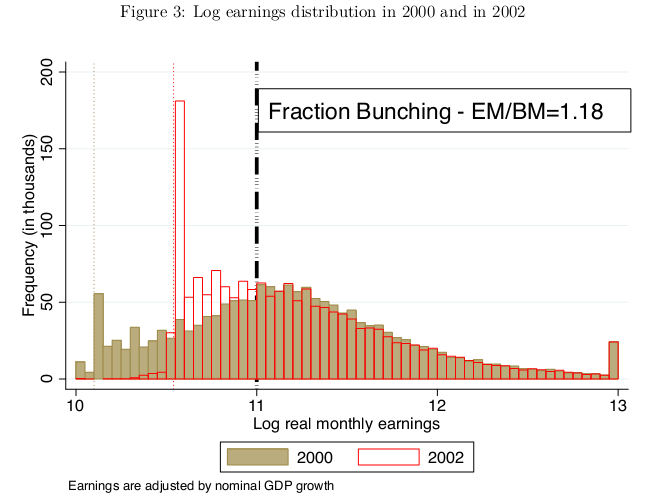 Figure 3: Log earnings distribution in 2000 and in 2002
Fraction Bunching - EM/BM=1.18
Frequency (in thousands)
200
150
100
50
0
10 11 12 13
Log real monthly earnings
2000 2002
Earnings are adjusted by nominal GDP growth